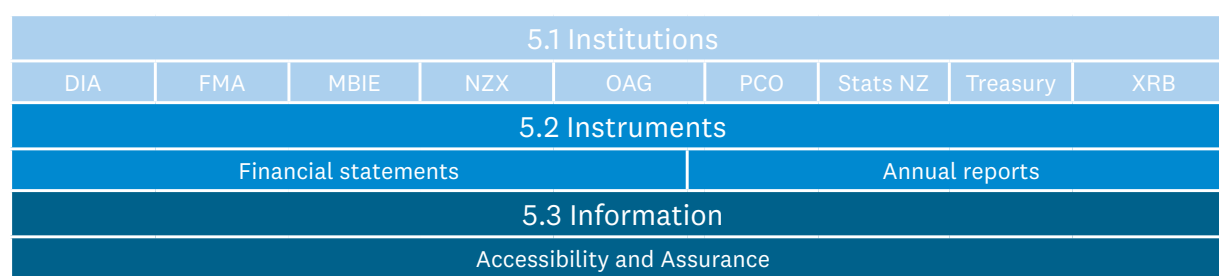 5.1 Institutions
DIA FMA MBIE NZX OAG PCO Stats NZ Treasury XRB
5.2 Instruments
Financial statements Annual reports
5.3 Information
Accessibility and Assurance